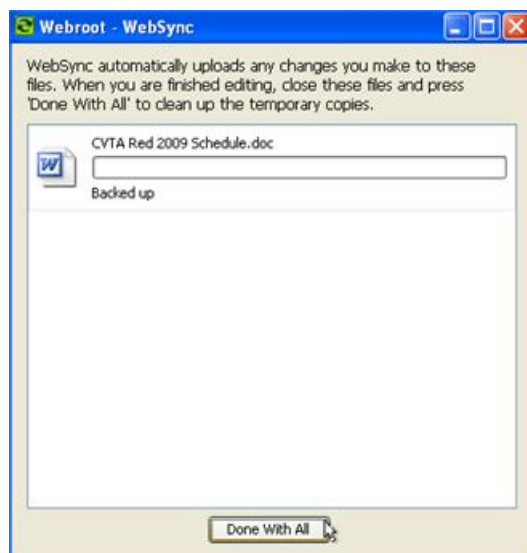 Webroot - WebSync
WebSync automatically uploads any changes you make to these
files. When you are finished editing, close these files and press
'Done With All' to clean up the temporary copies.
CVTA Red 2009 Schedule.doc
Backed up
Done With All